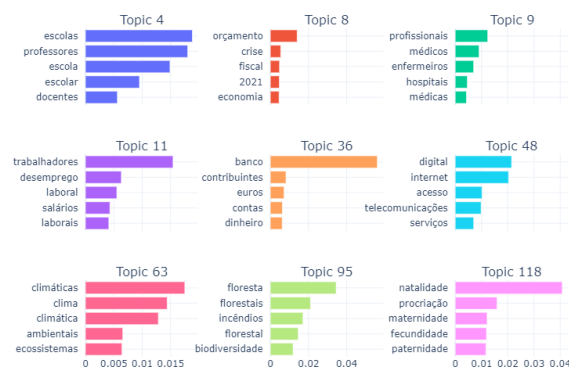 Topic 4
escolas
professores
escola
escolar
docentes
Topic 8
orçamento
crise
fiscal
2021
economia
Topic 9
profissionais
médicos
enfermeiros
hospitais
médicas
Topic 11
trabalhadores
desemprego
laboral
salários
laborais
Topic 36
banco
contribuintes
euros
contas
dinheiro
Topic 48
digital
internet
acesso
telecomunicações
serviços
Topic 63
climáticas
clima
climática
ambientais
ecossistemas
0 0.005 0.01 0.015
Topic 95
floresta
florestais
incêndios
florestal
biodiversidade
0 0.02 0.04
Topic 118
natalidade
procriação
maternidade
fecundidade
paternidade
0 0.01 0.02 0.03